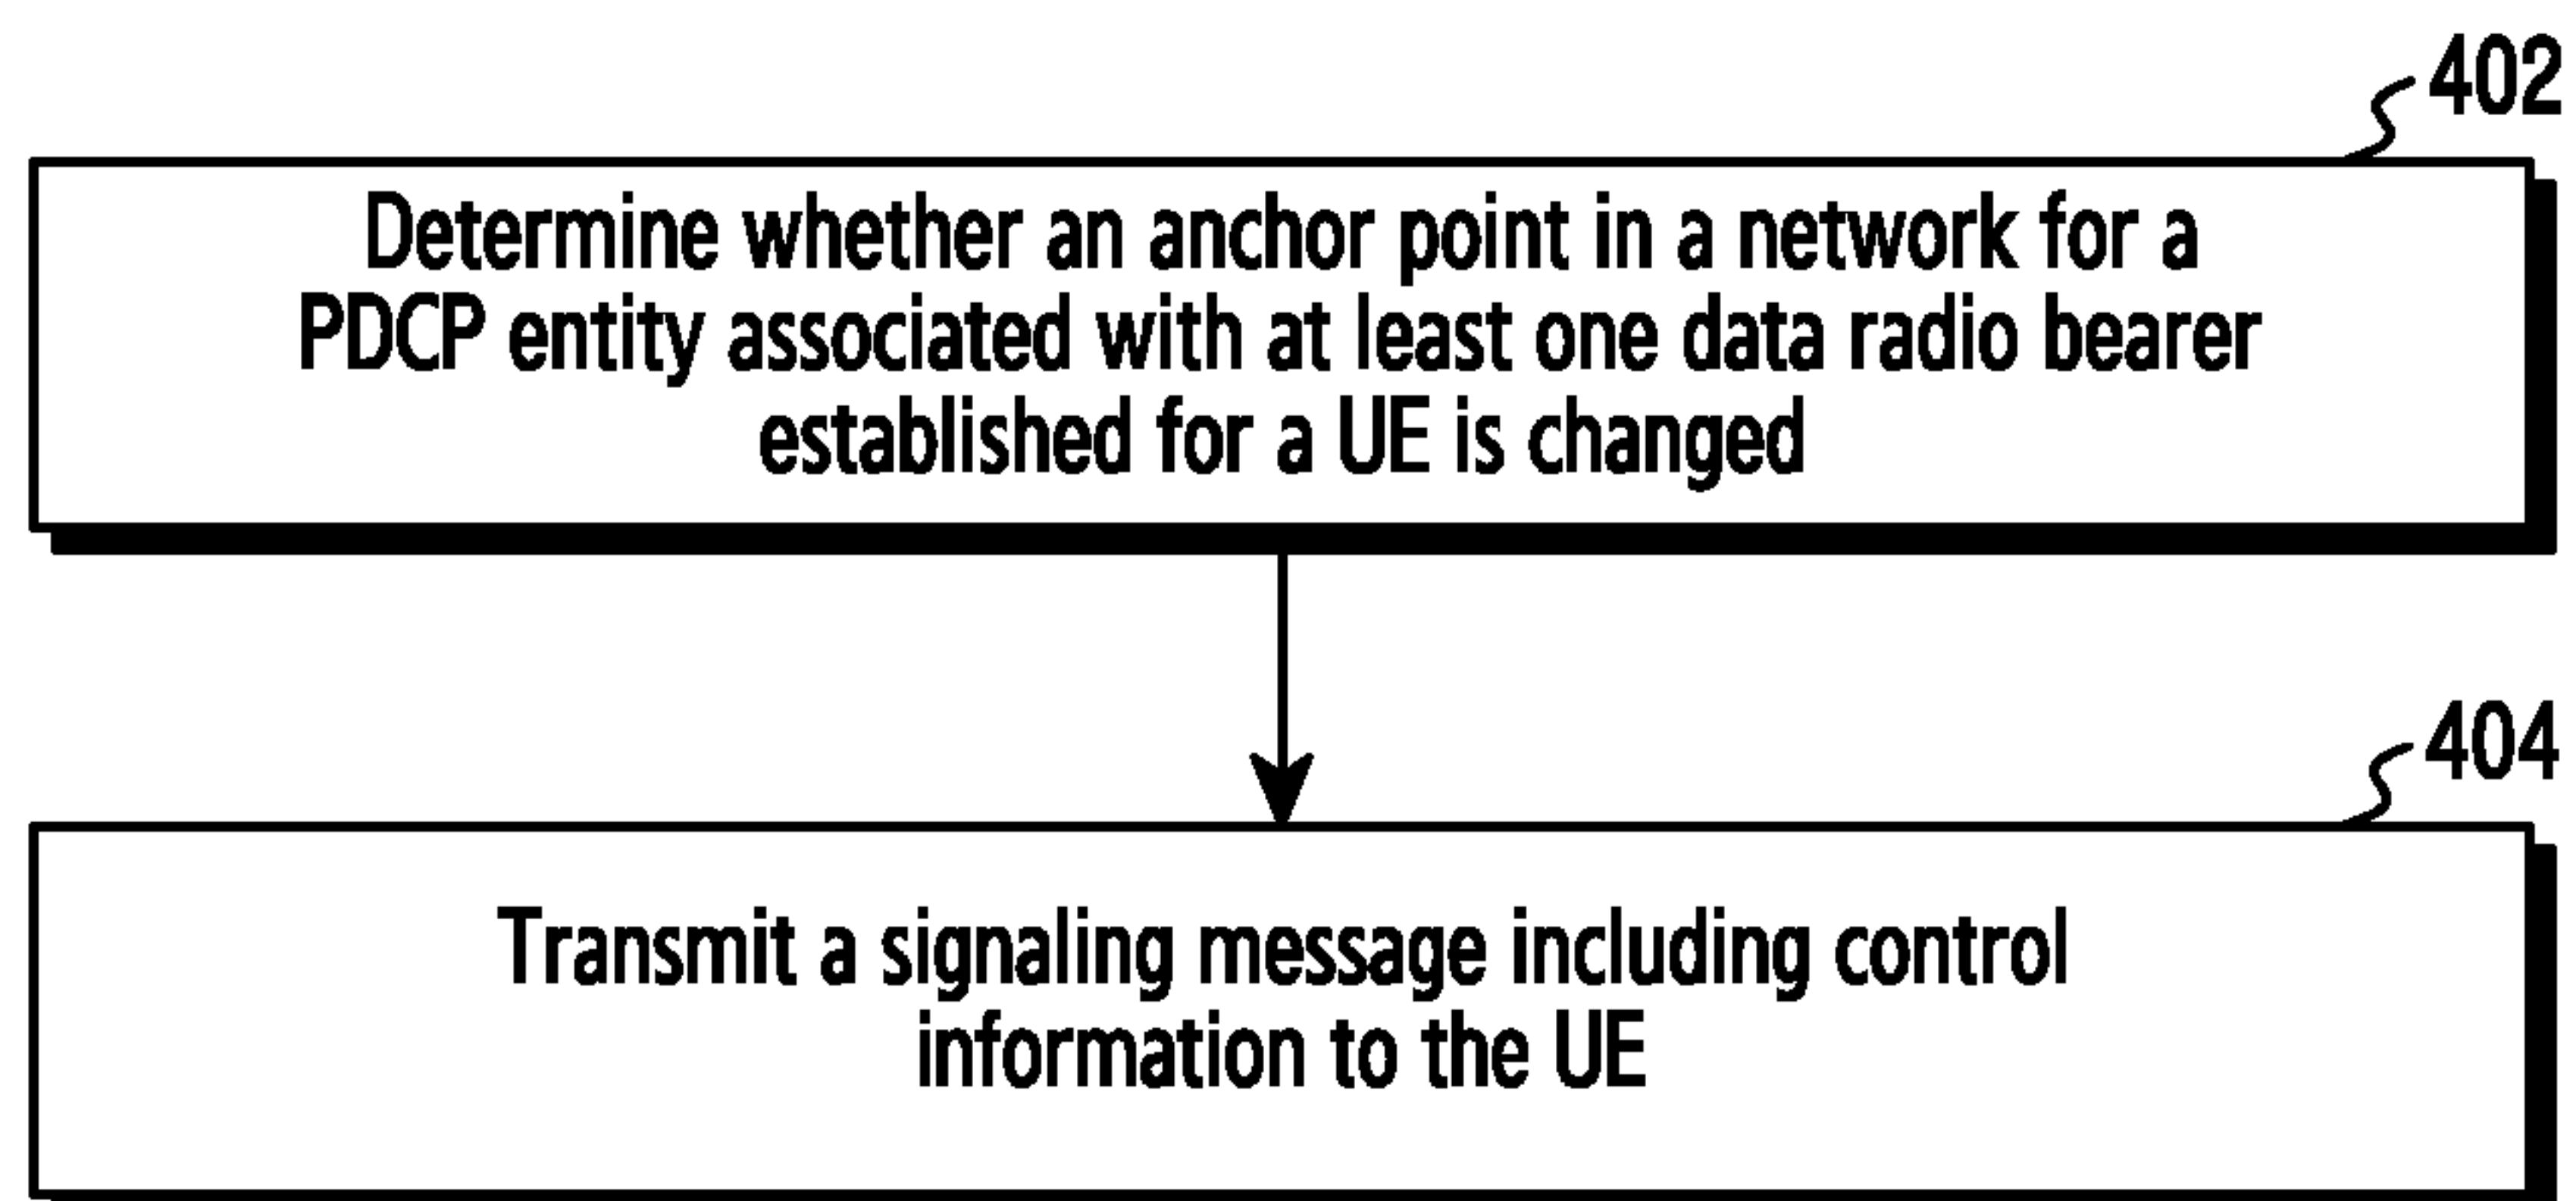 402
Determine whether an anchor point in a network for a
PDCP entity associated with at least one data radio bearer
established for a UE is changed
404
Transmit a signaling message including control
information to the UE